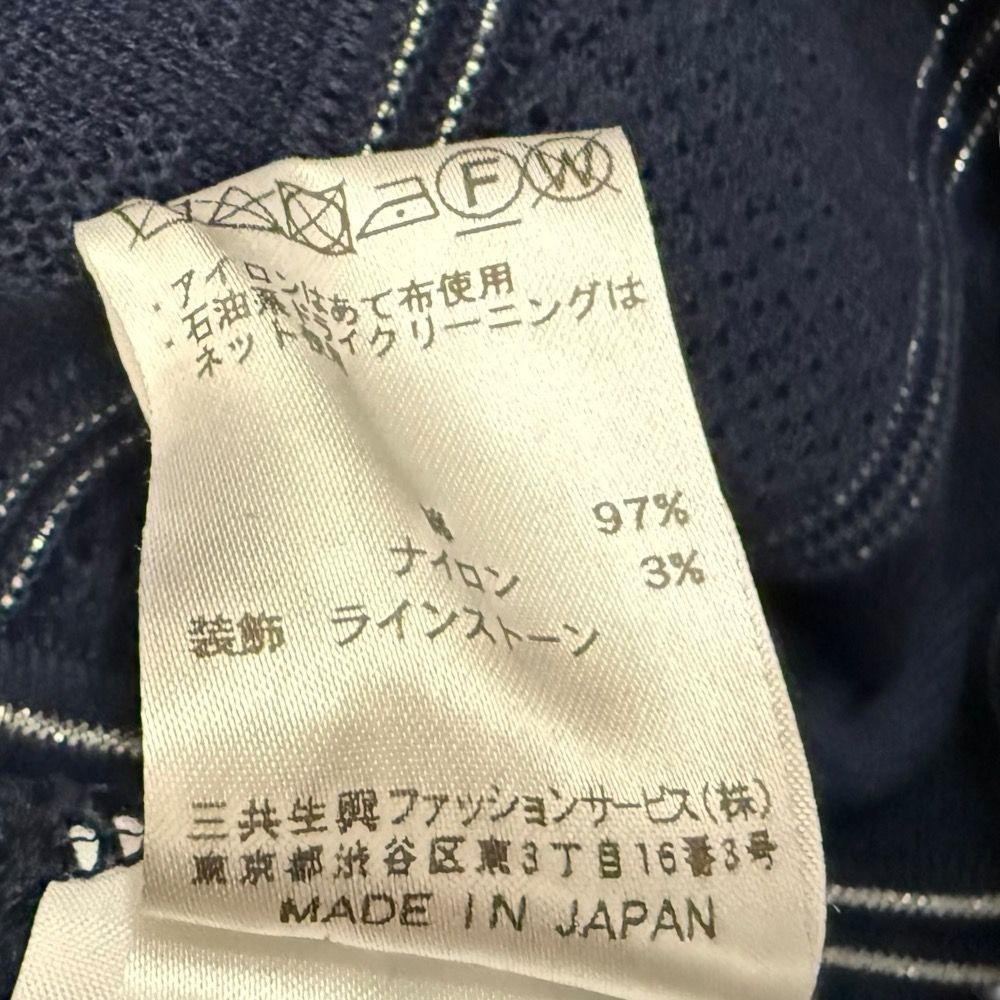 F W
・アイロンはあて布使用
・石油系ドライクリーニングは
ネット
97%
ナイロン 3%
装飾 ラインストーン
三共生興ファッションサービス(株)
東京都渋谷区東3丁目16番3号
MADE IN JAPAN